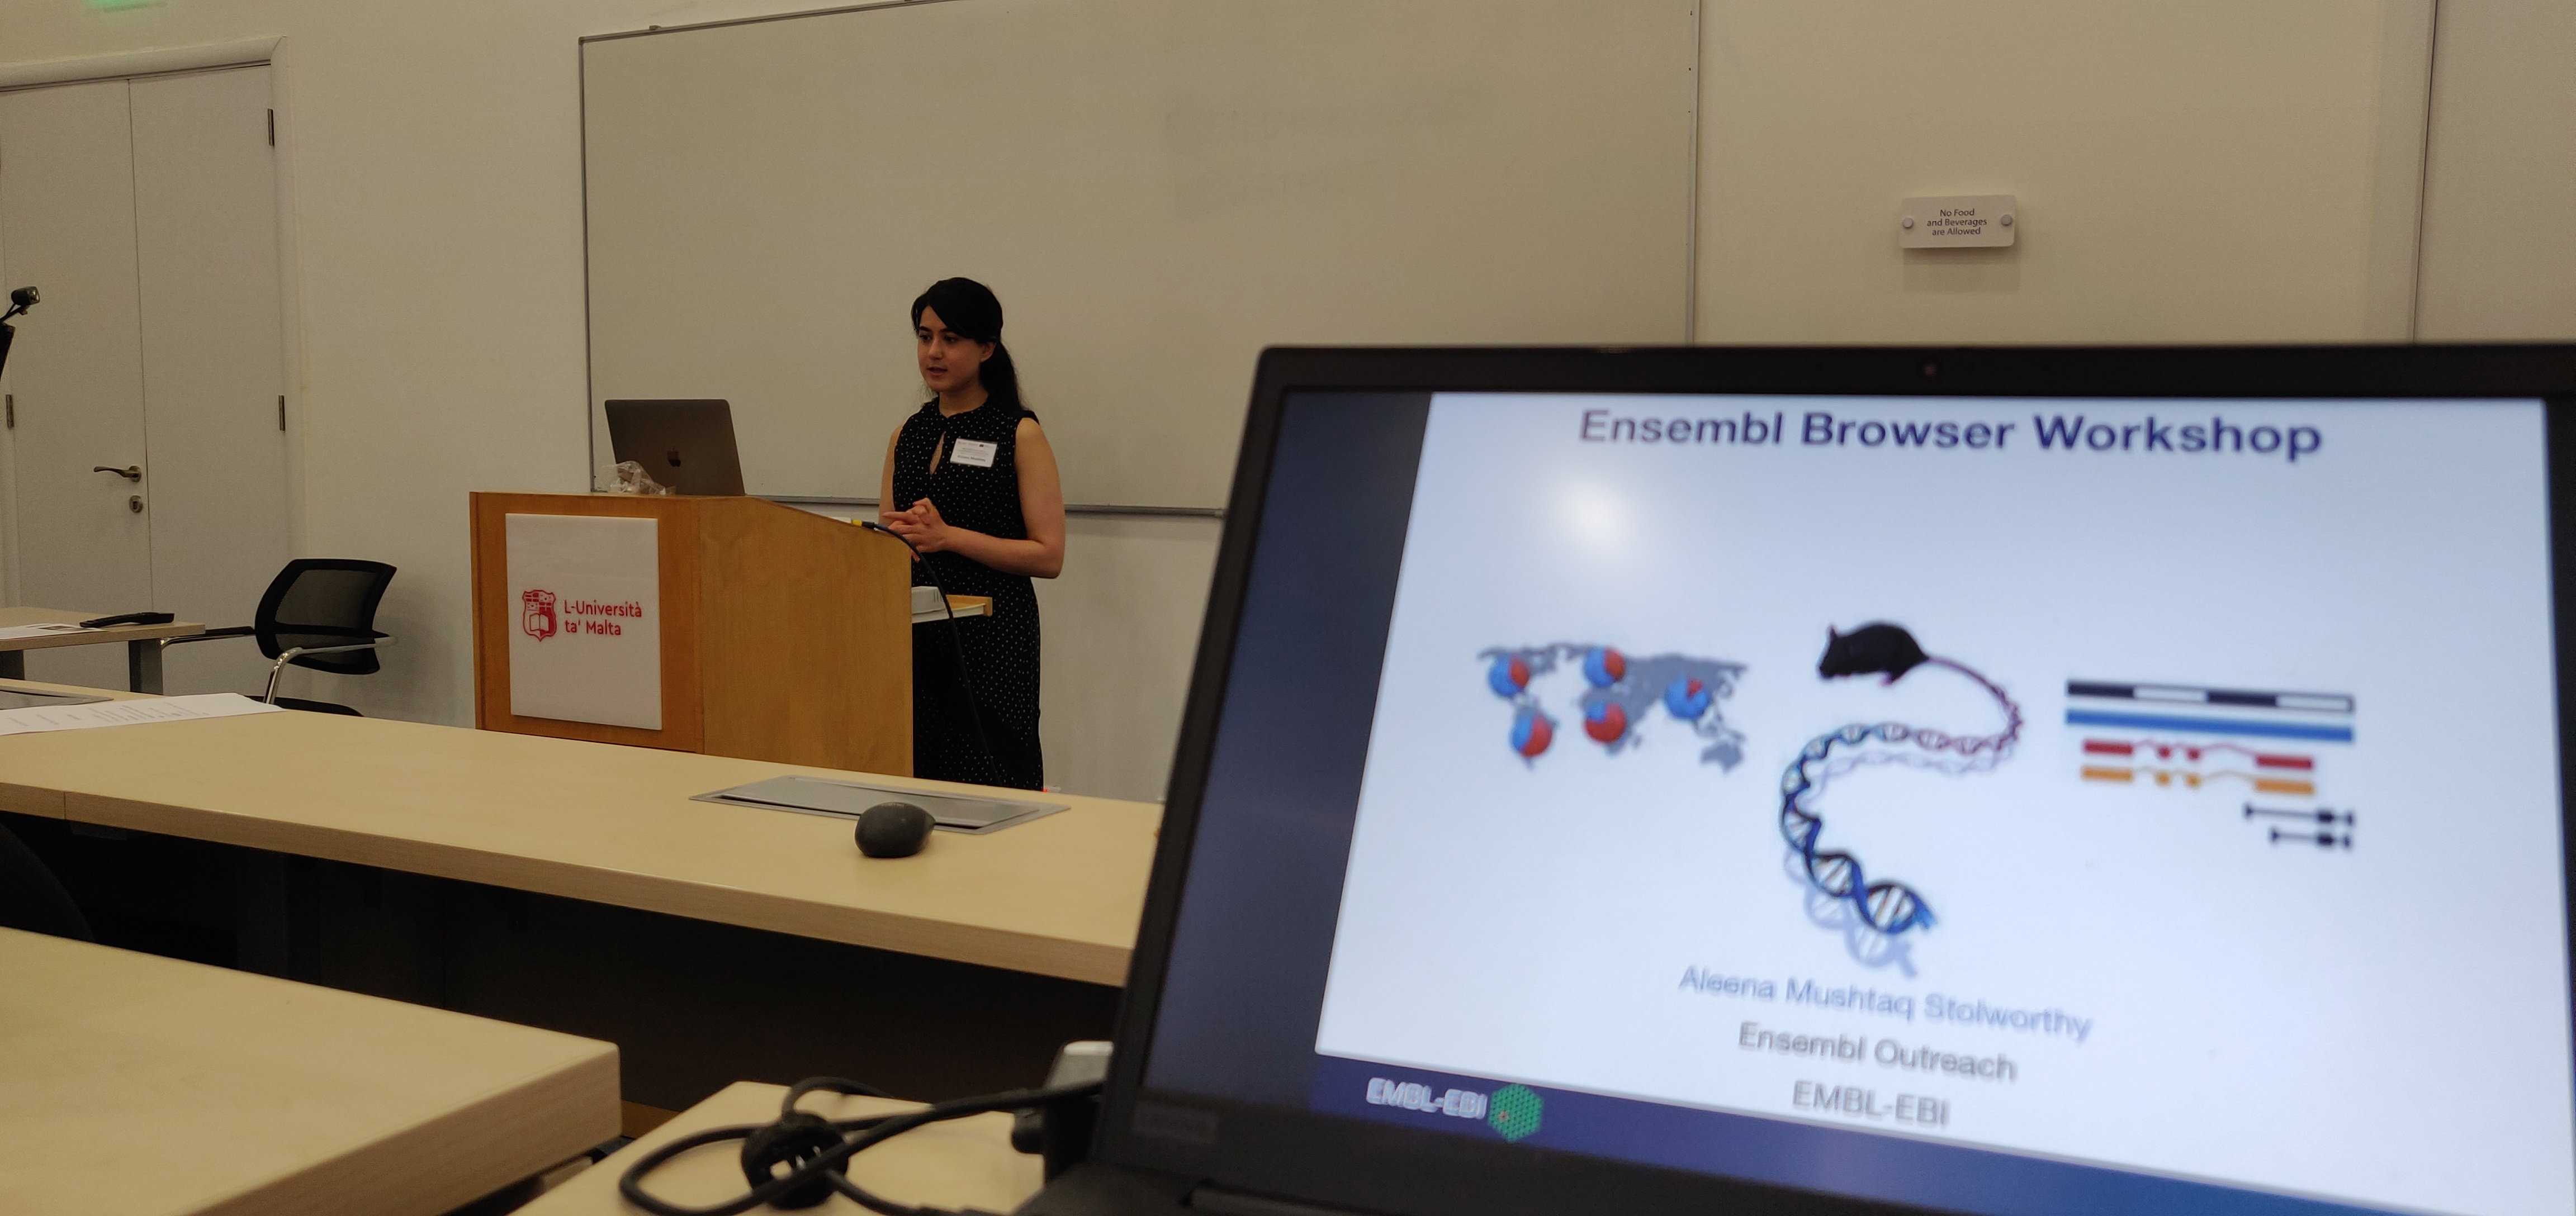 No Food
and Beverages
are Allowed
L-Università
ta' Malta
Ensembl Browser Workshop
Aleena Mushtaq Stolworthy
Ensembl Outreach
EMBL-EBI
EMBL-EBI